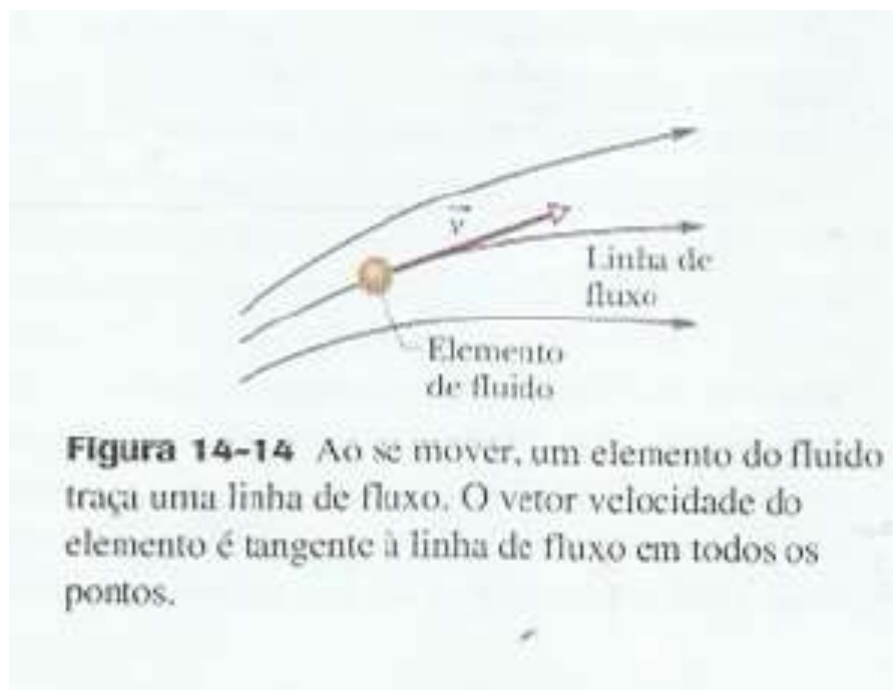 v
Linha de
fluxo
Elemento
de fluido
Figura 14-14 Ao se mover, um elemento do fluido
traça uma linha de fluxo. O vetor velocidade do
elemento é tangente à linha de fluxo em todos os
pontos.